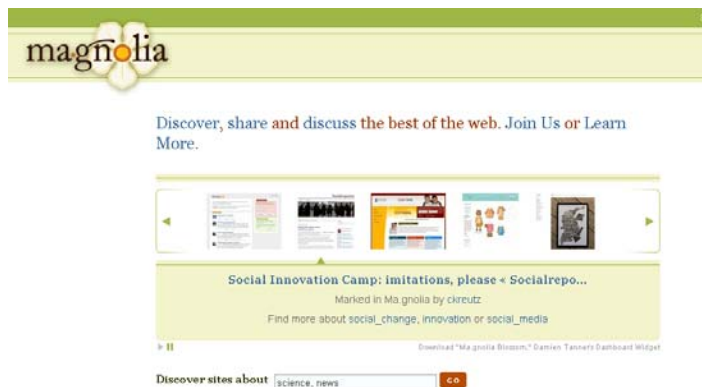 magnolia
Discover, share and discuss the best of the web. Join Us or Learn
More.
Social Innovation Camp: imitations, please « Socialrepo...
Marked in Ma.gnolia by ckreutz
Find more about social_change, innovation or social_media
Download "Ma.gnolia Blossom," Damien Tanner's Dashboard Widget
Discover sites about science, news GO